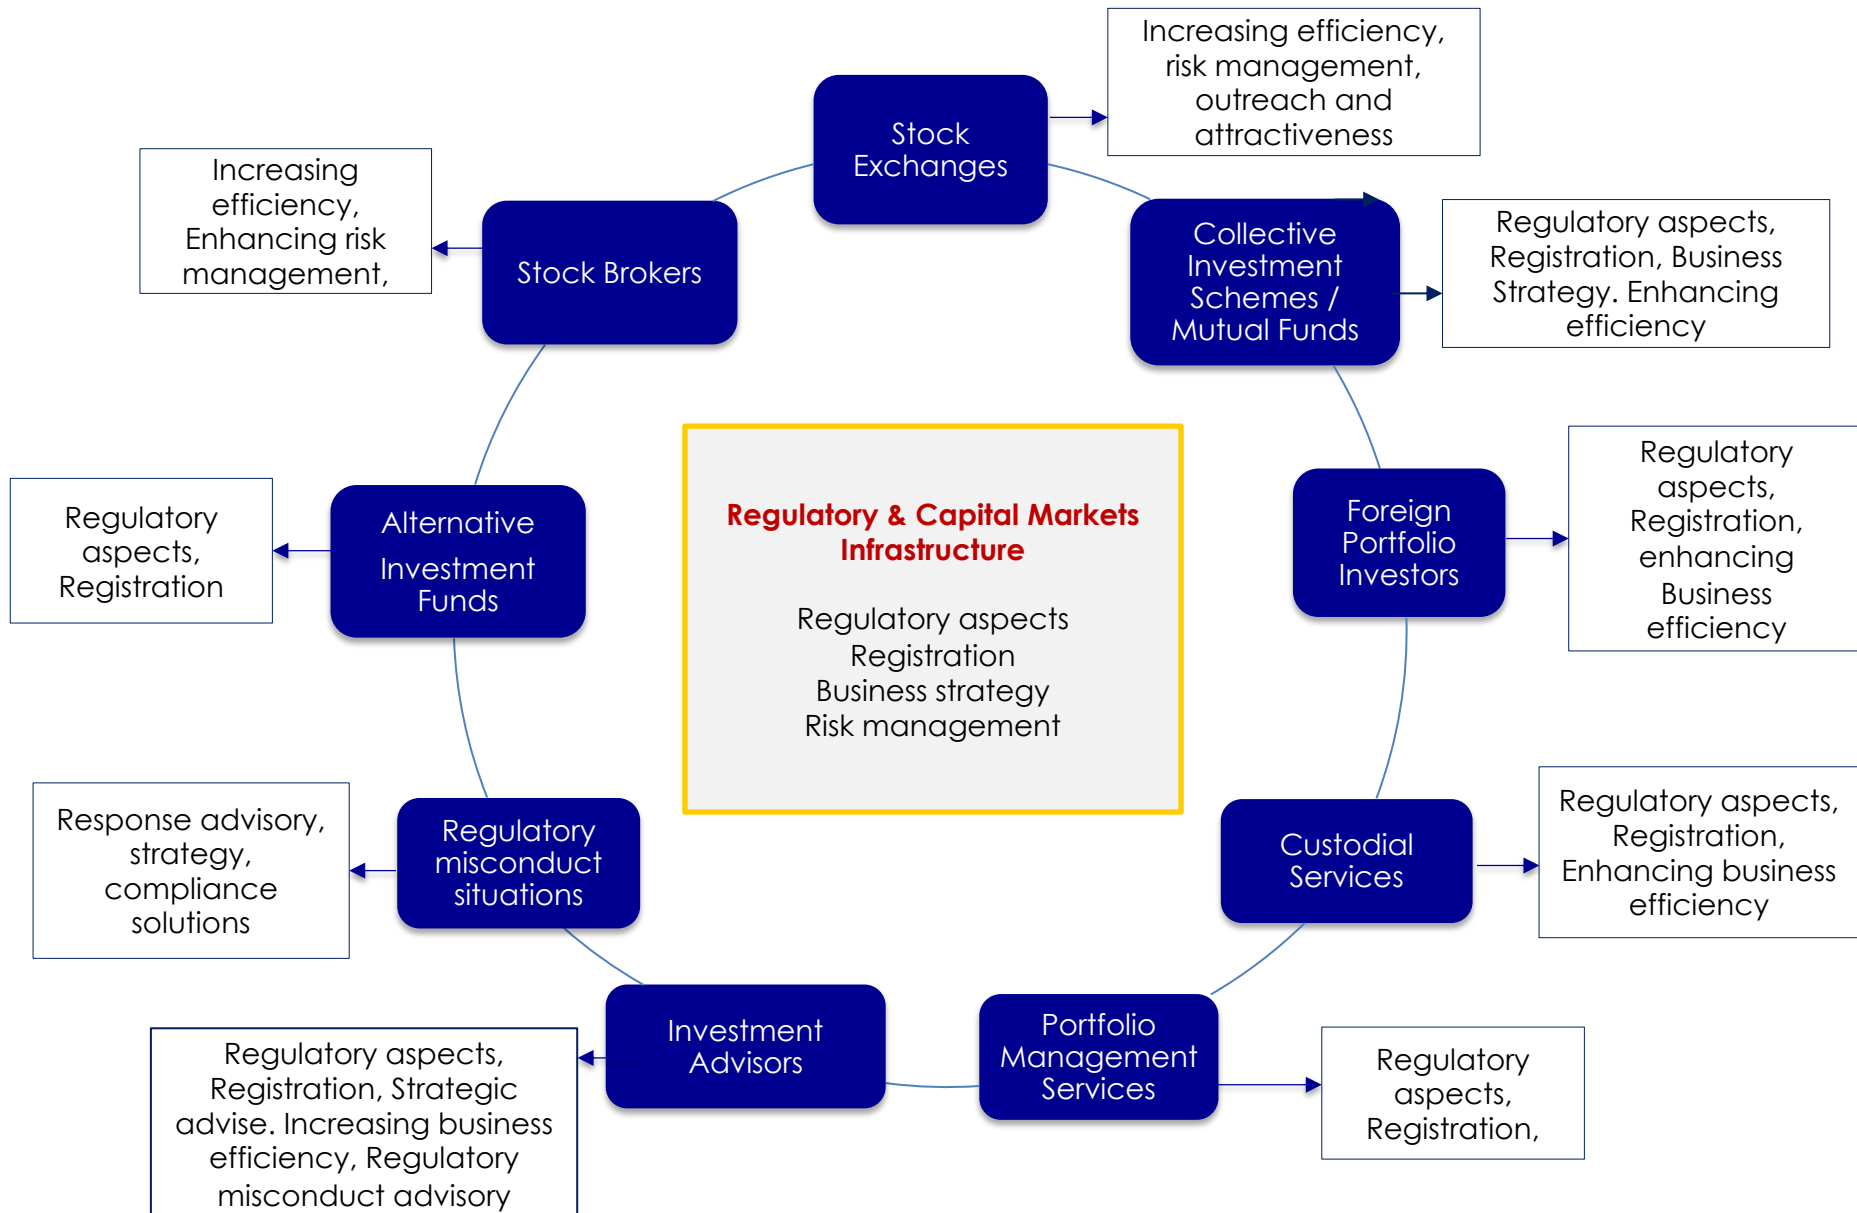 Increasing efficiency,
risk management,
outreach and
attractiveness
Stock
Exchanges
Increasing
efficiency,
Enhancing risk
management,
Stock Brokers
Collective
Investment
Schemes /
Mutual Funds
Regulatory aspects,
Registration, Business
Strategy. Enhancing
efficiency
Regulatory & Capital Markets
Infrastructure
Regulatory aspects
Registration
Business strategy
Risk management
Regulatory
aspects,
Registration
Alternative
Investment
Funds
Foreign
Portfolio
Investors
Regulatory
aspects,
Registration,
enhancing
Business
efficiency
Response advisory,
strategy,
compliance
solutions
Regulatory
misconduct
situations
Custodial
Services
Regulatory aspects,
Registration,
Enhancing business
efficiency
Regulatory aspects,
Registration, Strategic
advise. Increasing business
efficiency, Regulatory
misconduct advisory
Investment
Advisors
Portfolio
Management
Services
Regulatory
aspects,
Registration,